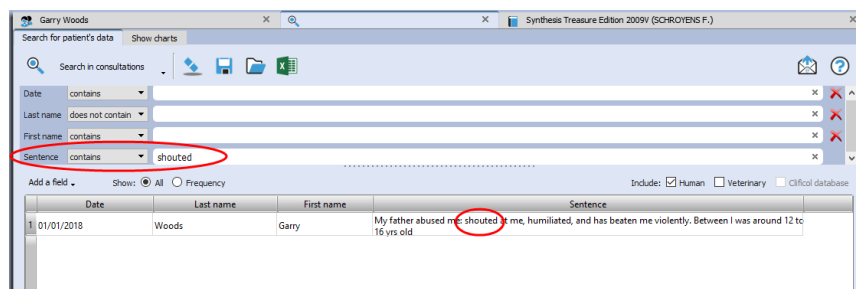 Garry Woods
Synthesis Treasure Edition 2009V (SCHROYENS F.)
Search for patient's data Show charts
Search in consultations
Date contains
Last name does not contain
First name contains
Sentence contains shouted
Add a field Show: All Frequency Include: Human Veterinary Clificol database
Date Last name First name Sentence
1 01/01/2018 Woods Garry My father abused me: shouted at me, humiliated, and has beaten me violently. Between I was around 12 to
16 yrs old